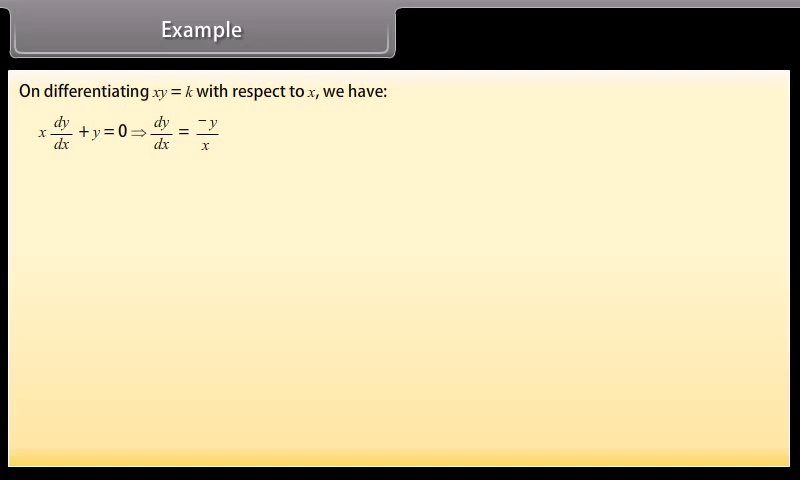 Example
On differentiating xy = k with respect to x, we have:
x dy/dx + y = 0 ⇒ dy/dx = −y/x